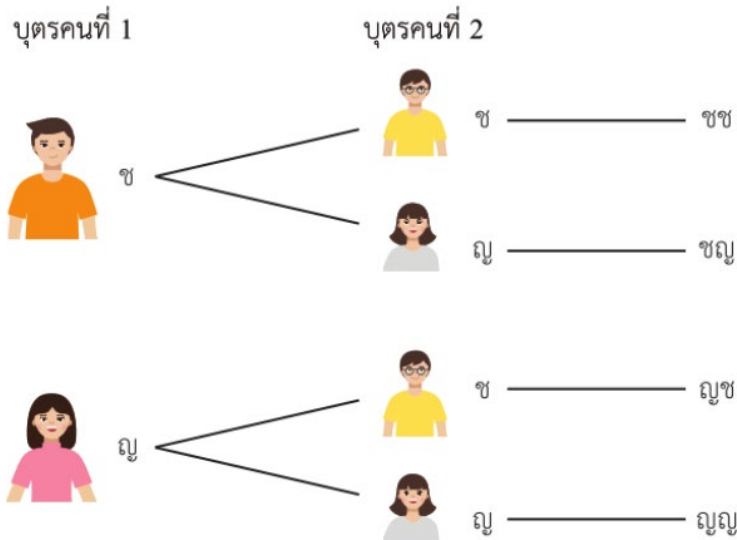 บุตรคนที่ 1 บุตรคนที่ 2
ช ชช
ช
ญ ชญ
ช ญช
ญ
ญ ญญ